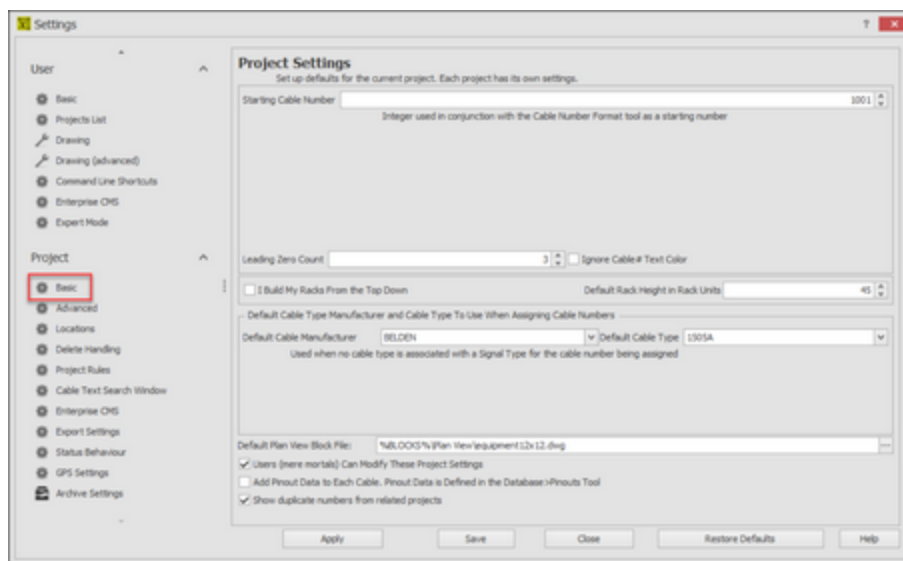 Settings
User
Basic
Projects List
Drawing
Drawing (advanced)
Command Line Shortcuts
Enterprise CMS
Expert Mode
Project
Basic
Advanced
Locations
Delete Handling
Project Rules
Cable Text Search Window
Enterprise CMS
Export Settings
Status Behaviour
GPS Settings
Archive Settings
Project Settings
Set up defaults for the current project. Each project has its own settings.
Starting Cable Number 1001
Integer used in conjunction with the Cable Number Format tool as a starting number
Leading Zero Count 3 Ignore Cable# Text Color
I Build My Racks From the Top Down Default Rack Height in Rack Units 45
Default Cable Type Manufacturer and Cable Type To Use When Assigning Cable Numbers
Default Cable Manufacturer BELDEN Default Cable Type 1505A
Used when no cable type is associated with a Signal Type for the cable number being assigned
Default Plan View Block File: %BLOCKS%\Plan View\equipment12x12.dwg
Users (mere mortals) Can Modify These Project Settings
Add Pinout Data to Each Cable. Pinout Data is Defined in the Database>Pinouts Tool
Show duplicate numbers from related projects
Apply Save Close Restore Defaults Help